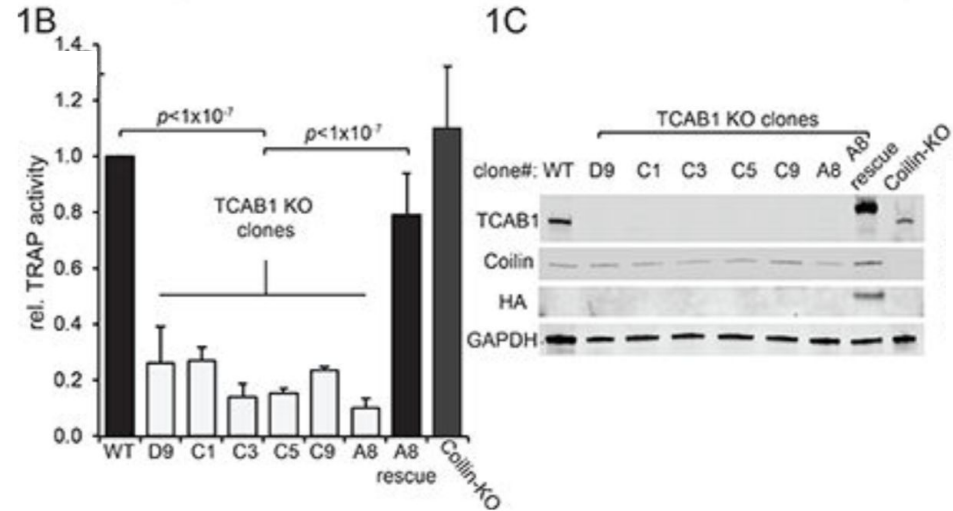 1B
1C
1.4
1.2
1.0
0.8
0.6
0.4
0.2
0.0
rel. TRAP activity
p<1x10⁻⁷
p<1x10⁻⁷
TCAB1 KO
clones
WT D9 C1 C3 C5 C9 A8 A8
rescue
Coilin-KO
TCAB1 KO clones
clone#: WT D9 C1 C3 C5 C9 A8 A8
rescue
Coilin-KO
TCAB1
Coilin
HA
GAPDH